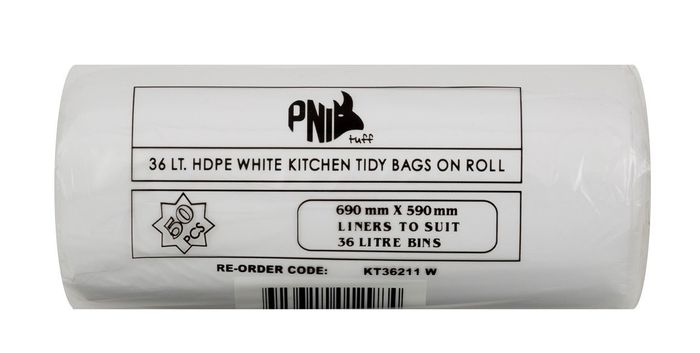 PNI
tuff
36 LT. HDPE WHITE KITCHEN TIDY BAGS ON ROLL
50
PCS
690 mm X 590 mm
LINERS TO SUIT
36 LITRE BINS
RE-ORDER CODE: KT36211 W